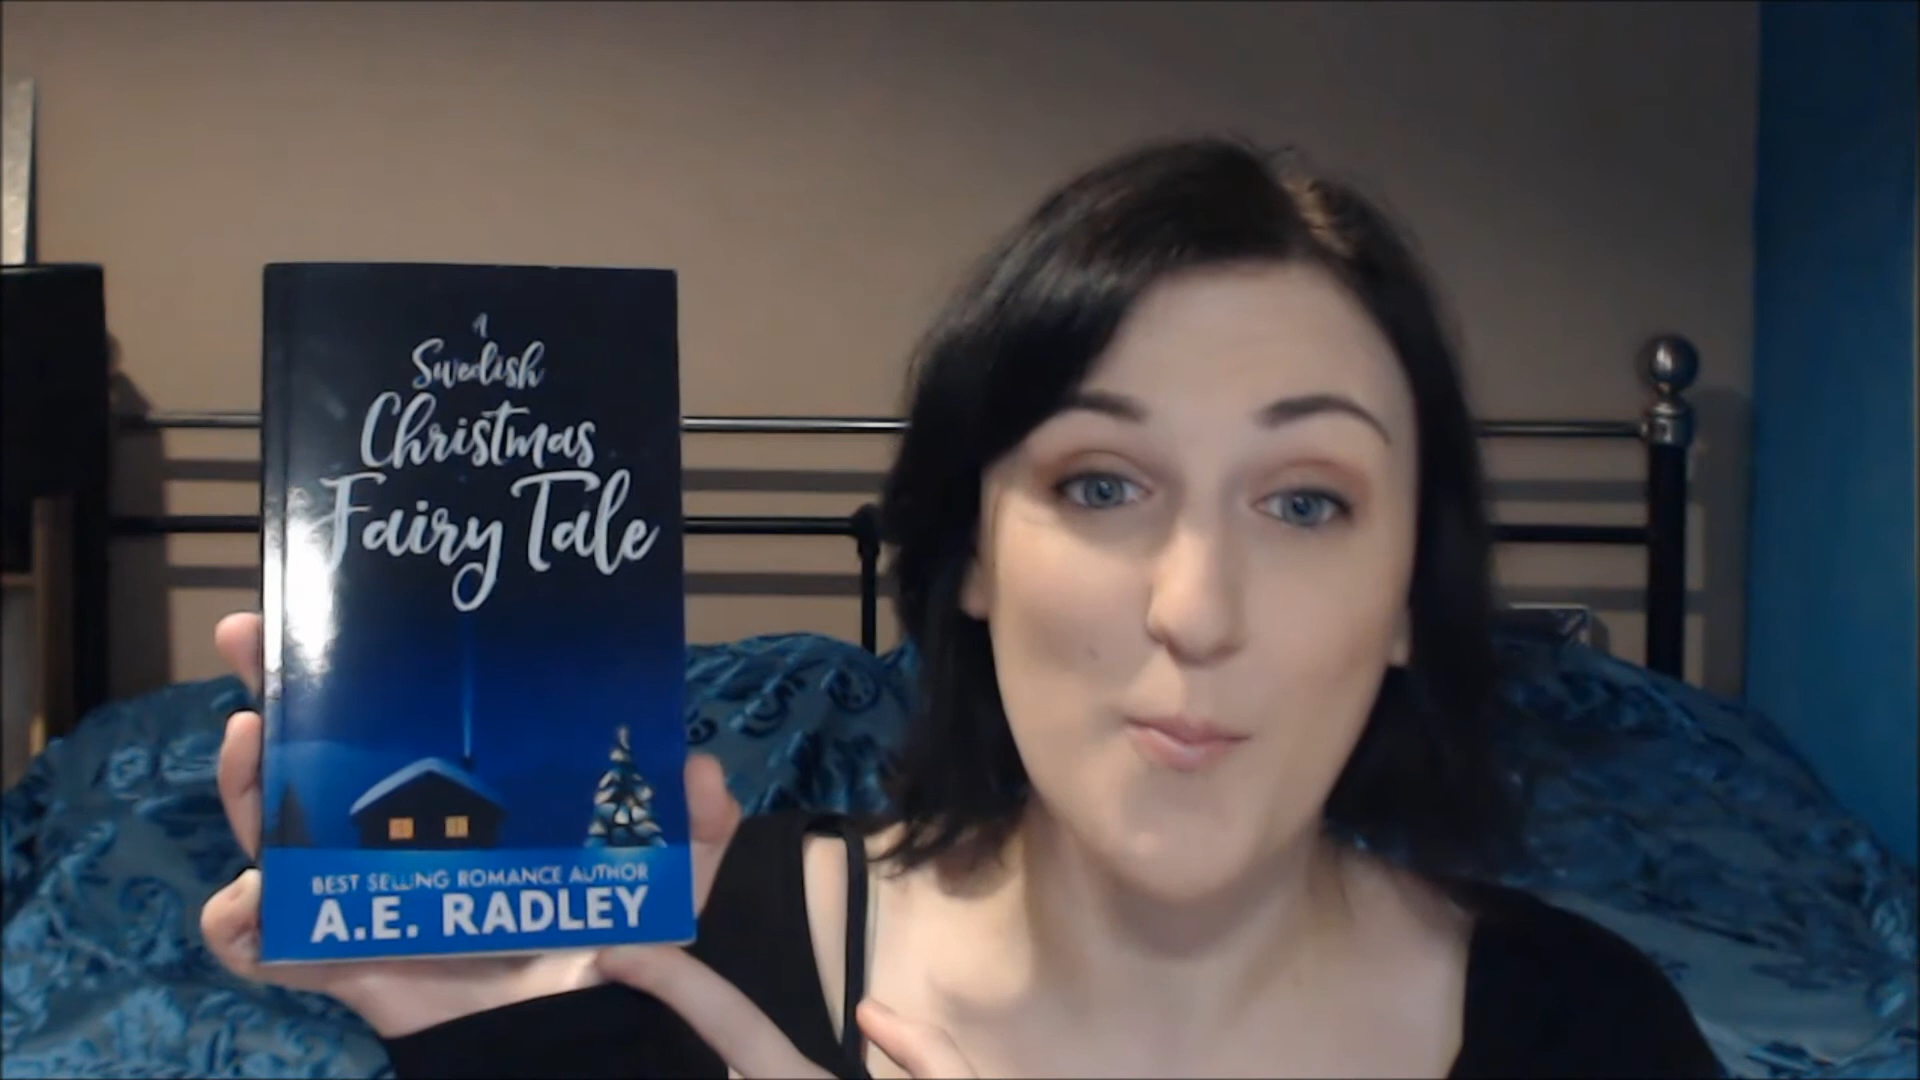 A
Swedish
Christmas
Fairy Tale
BEST SELLING ROMANCE AUTHOR
A.E. RADLEY